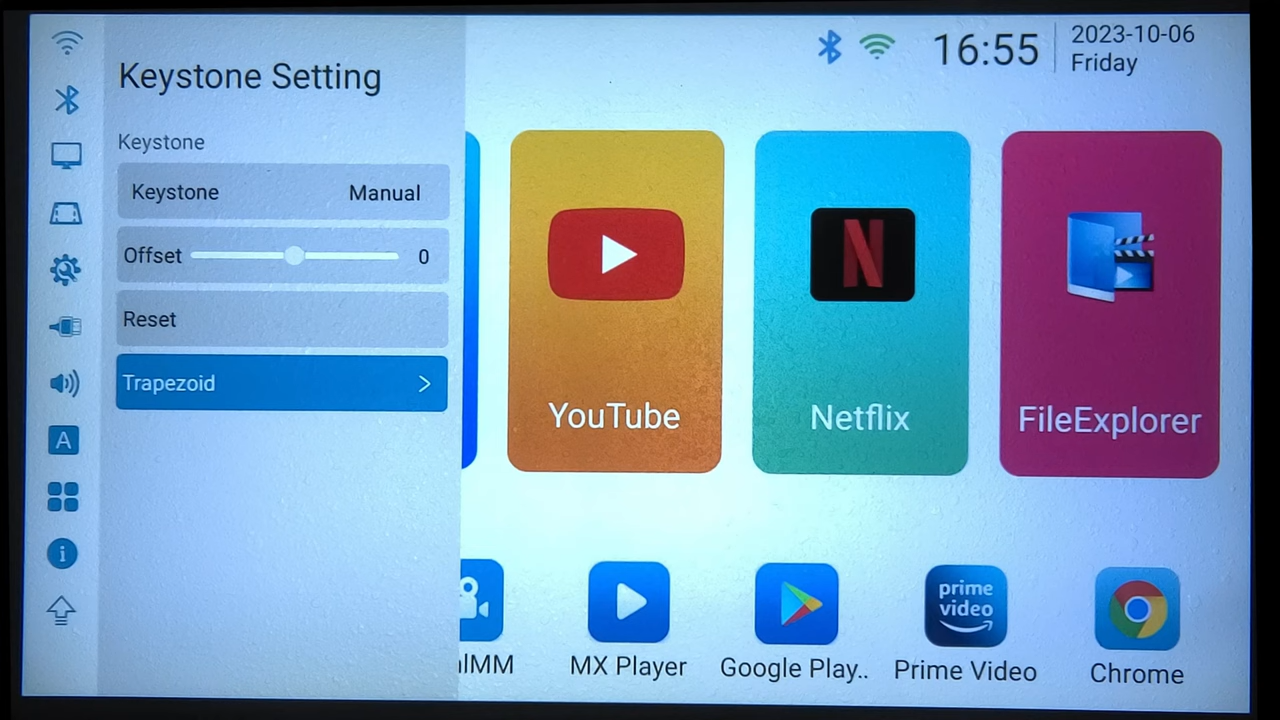 16:55
2023-10-06
Friday
Keystone Setting
Keystone
Keystone Manual
Offset 0
Reset
Trapezoid
A
YouTube
N
Netflix
FileExplorer
MX Player
Google Play..
prime
video
Prime Video
Chrome